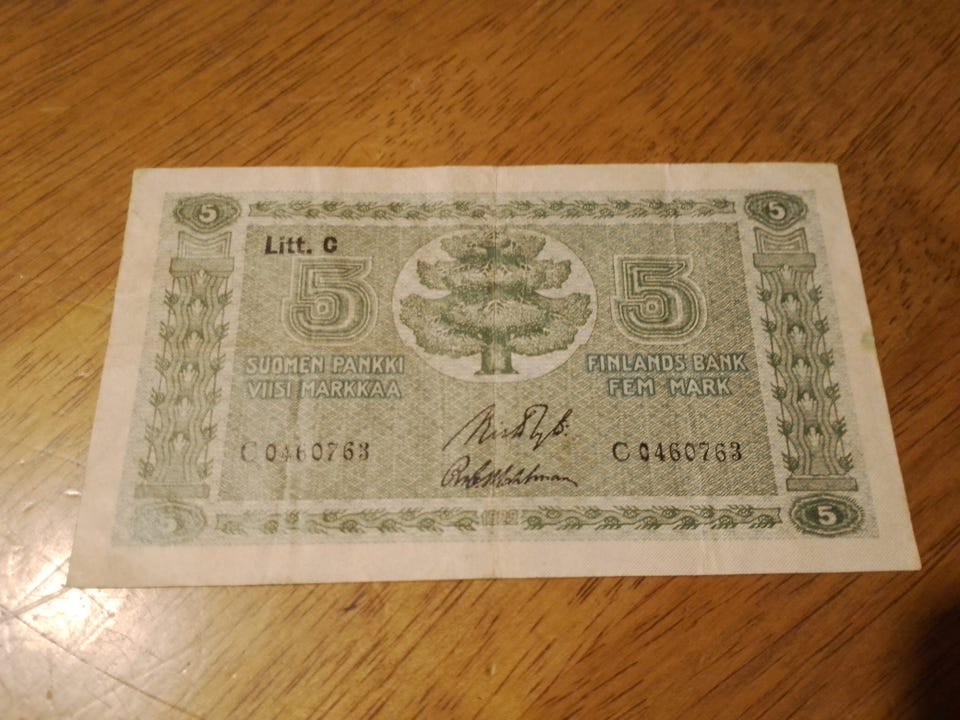 5 5
Litt. C
5 5
SUOMEN PANKKI FINLANDS BANK
VIISI MARKKAA FEM MARK
C 0460763 C 0460763
5 5